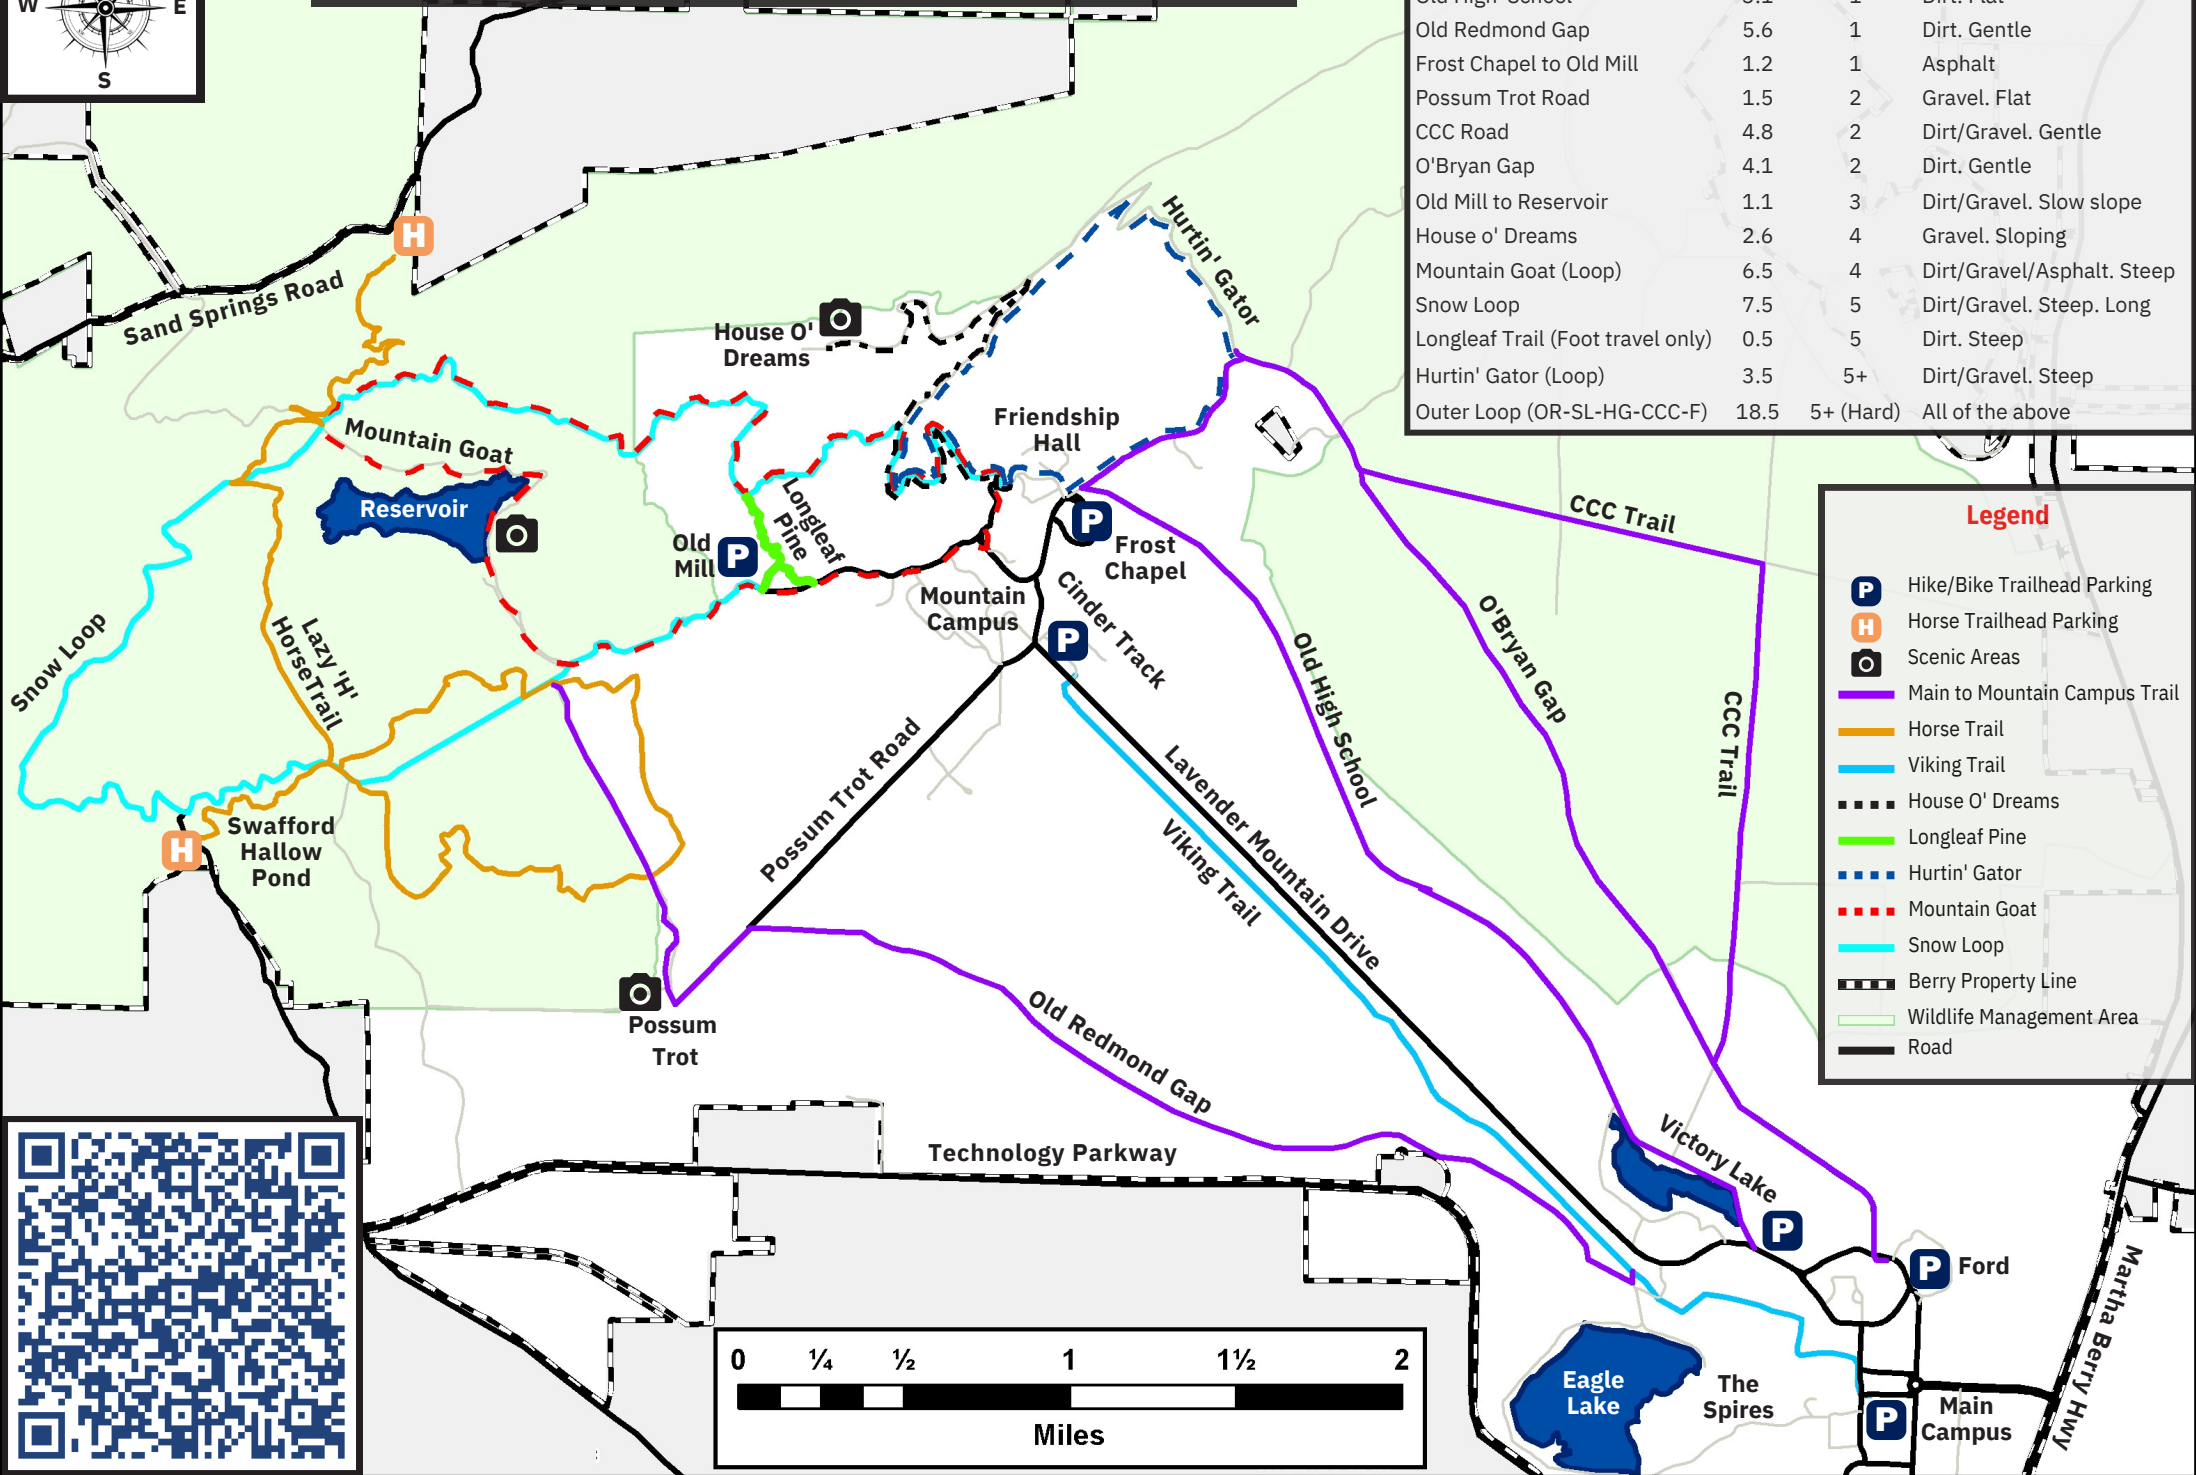 W E
S
Old High School 3.1 1 Dirt. Flat
Old Redmond Gap 5.6 1 Dirt. Gentle
Frost Chapel to Old Mill 1.2 1 Asphalt
Possum Trot Road 1.5 2 Gravel. Flat
CCC Road 4.8 2 Dirt/Gravel. Gentle
O'Bryan Gap 4.1 2 Dirt. Gentle
Old Mill to Reservoir 1.1 3 Dirt/Gravel. Slow slope
House o' Dreams 2.6 4 Gravel. Sloping
Mountain Goat (Loop) 6.5 4 Dirt/Gravel/Asphalt. Steep
Snow Loop 7.5 5 Dirt/Gravel. Steep. Long
Longleaf Trail (Foot travel only) 0.5 5 Dirt. Steep
Hurtin' Gator (Loop) 3.5 5+ Dirt/Gravel. Steep
Outer Loop (OR-SL-HG-CCC-F) 18.5 5+ (Hard) All of the above
H
Sand Springs Road
Hurtin' Gator
House O'
Dreams
Friendship
Hall
Mountain Goat
Reservoir
Longleaf
Pine
Old
Mill
P
P
Frost
Chapel
Mountain
Campus
Cinder Track
P
CCC Trail
O'Bryan Gap
Old High School
CCC Trail
Snow Loop
Lazy 'H'
HorseTrail
Possum Trot Road
Lavender Mountain Drive
Viking Trail
Swafford
Hallow
Pond
H
Possum
Trot
Old Redmond Gap
Technology Parkway
Victory Lake
P
P
Ford
Martha Berry Hwy
Eagle
Lake
The
Spires
P
Main
Campus
Legend
P Hike/Bike Trailhead Parking
H Horse Trailhead Parking
Scenic Areas
Main to Mountain Campus Trail
Horse Trail
Viking Trail
House O' Dreams
Longleaf Pine
Hurtin' Gator
Mountain Goat
Snow Loop
Berry Property Line
Wildlife Management Area
Road
0 ¼ ½ 1 1½ 2
Miles